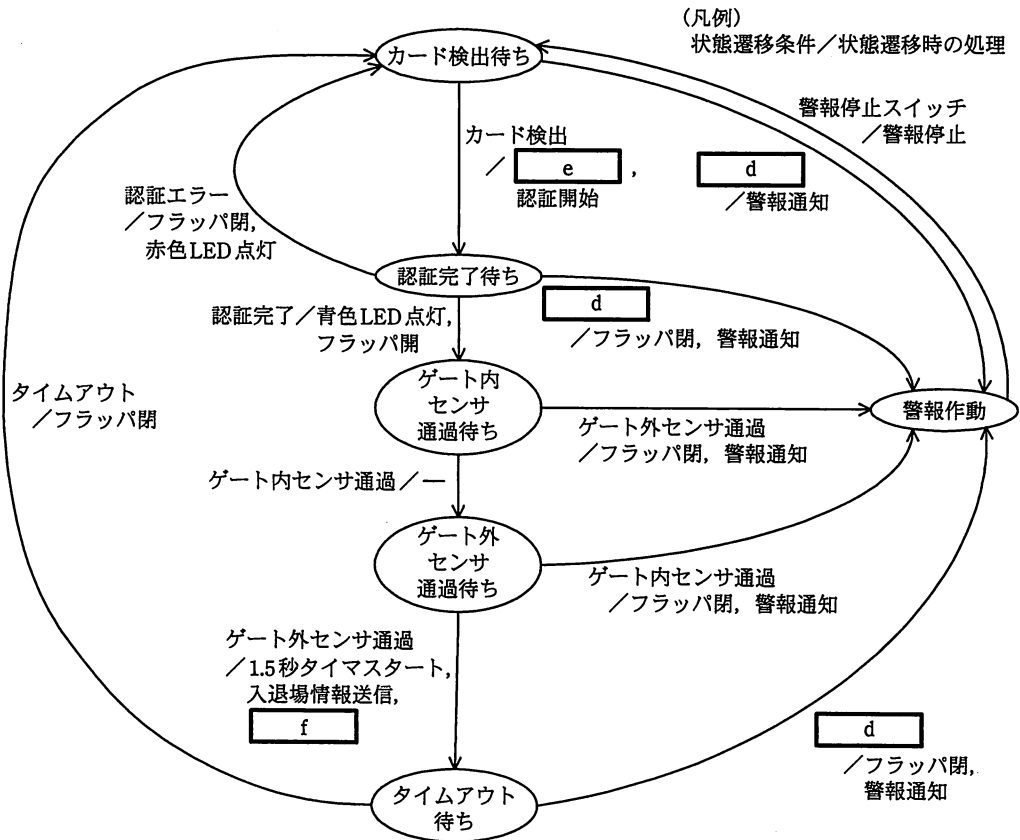 （凡例）
状態遷移条件／状態遷移時の処理
カード検出待ち
警報停止スイッチ
／警報停止
カード検出
／ e ，
認証開始
d
／警報通知
認証エラー
／フラッパ閉，
赤色LED点灯
認証完了待ち
d
／フラッパ閉，警報通知
認証完了／青色LED点灯，
フラッパ開
ゲート内
センサ
通過待ち
タイムアウト
／フラッパ閉
警報作動
ゲート外センサ通過
／フラッパ閉，警報通知
ゲート内センサ通過／―
ゲート外
センサ
通過待ち
ゲート内センサ通過
／フラッパ閉，警報通知
ゲート外センサ通過
／1.5秒タイマスタート，
入退場情報送信，
f
d
／フラッパ閉，
警報通知
タイムアウト
待ち